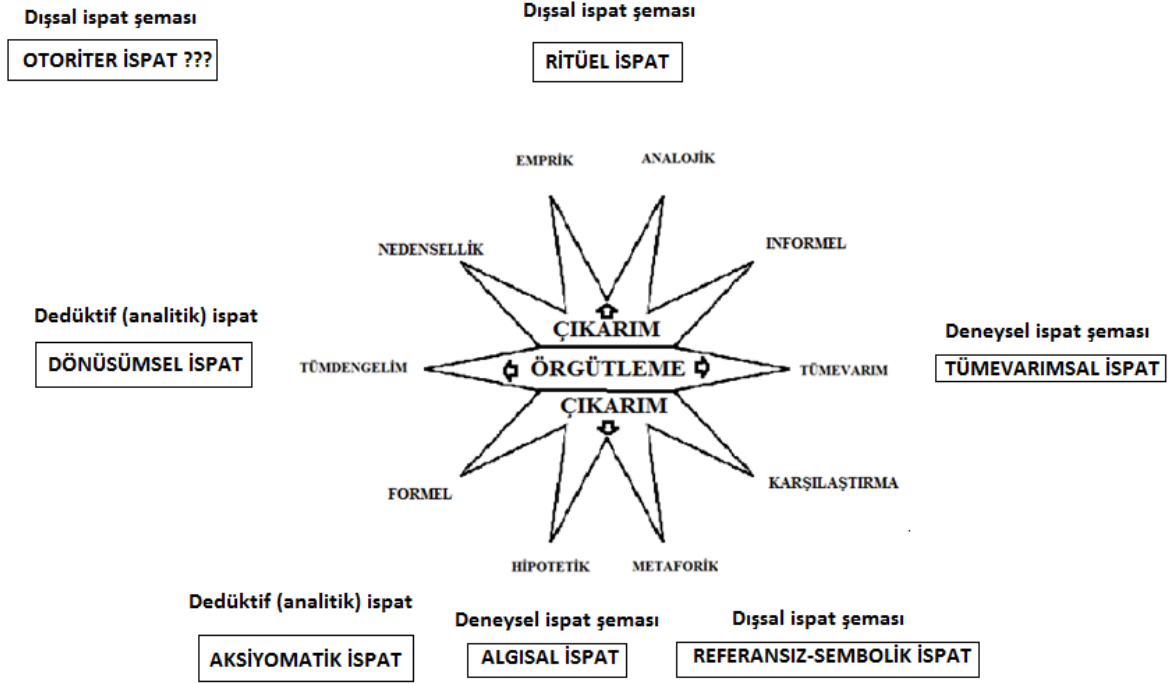 Dışsal ispat şeması
OTORİTER İSPAT ???
Dışsal ispat şeması
RİTÜEL İSPAT
EMPRİK
ANALOJİK
NEDENSELLİK
INFORMEL
ÇIKARIM
Dedüktif (analitik) ispat
DÖNÜSÜMSEL İSPAT
TÜMDENGELİM
ÖRGÜTLEME
TÜMEVARIM
Deneysel ispat şeması
TÜMEVARIMSAL İSPAT
ÇIKARIM
FORMEL
KARŞILAŞTIRMA
HİPOTETİK
METAFORİK
Dedüktif (analitik) ispat
AKSİYOMATİK İSPAT
Deneysel ispat şeması
ALGISAL İSPAT
Dışsal ispat şeması
REFERANSIZ-SEMBOLİK İSPAT